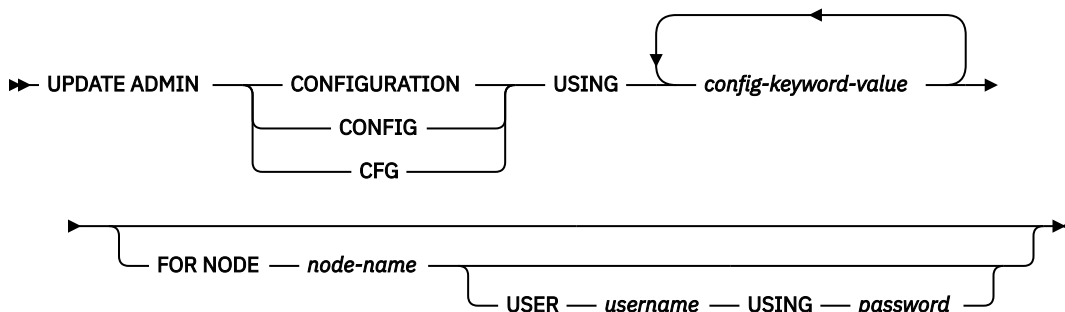 UPDATE ADMIN CONFIGURATION USING config-keyword-value
CONFIG
CFG
FOR NODE node-name
USER username USING password